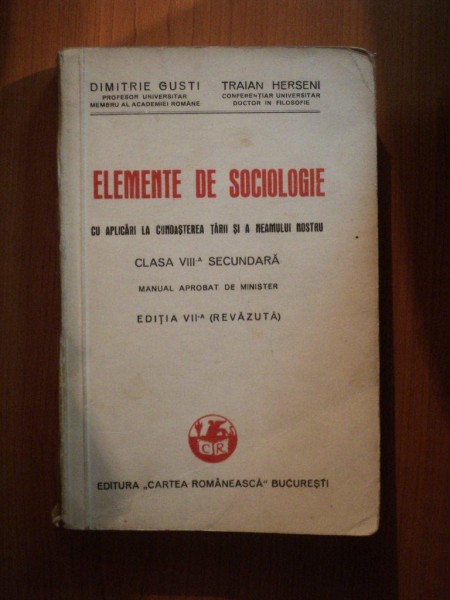 DIMITRIE GUSTI TRAIAN HERSENI
PROFESOR UNIVERSITAR CONFERENȚIAR UNIVERSITAR
MEMBRU AL ACADEMIEI ROMÂNE DOCTOR IN FILOSOFIE
ELEMENTE DE SOCIOLOGIE
CU APLICĂRI LA CUNOAȘTEREA ȚĂRII ȘI A NEAMULUI NOSTRU
CLASA VIII-A SECUNDARĂ
MANUAL APROBAT DE MINISTER
EDIȚIA VII-A (REVĂZUTĂ)
C R
EDITURA „CARTEA ROMÂNEASCĂ" BUCUREȘTI